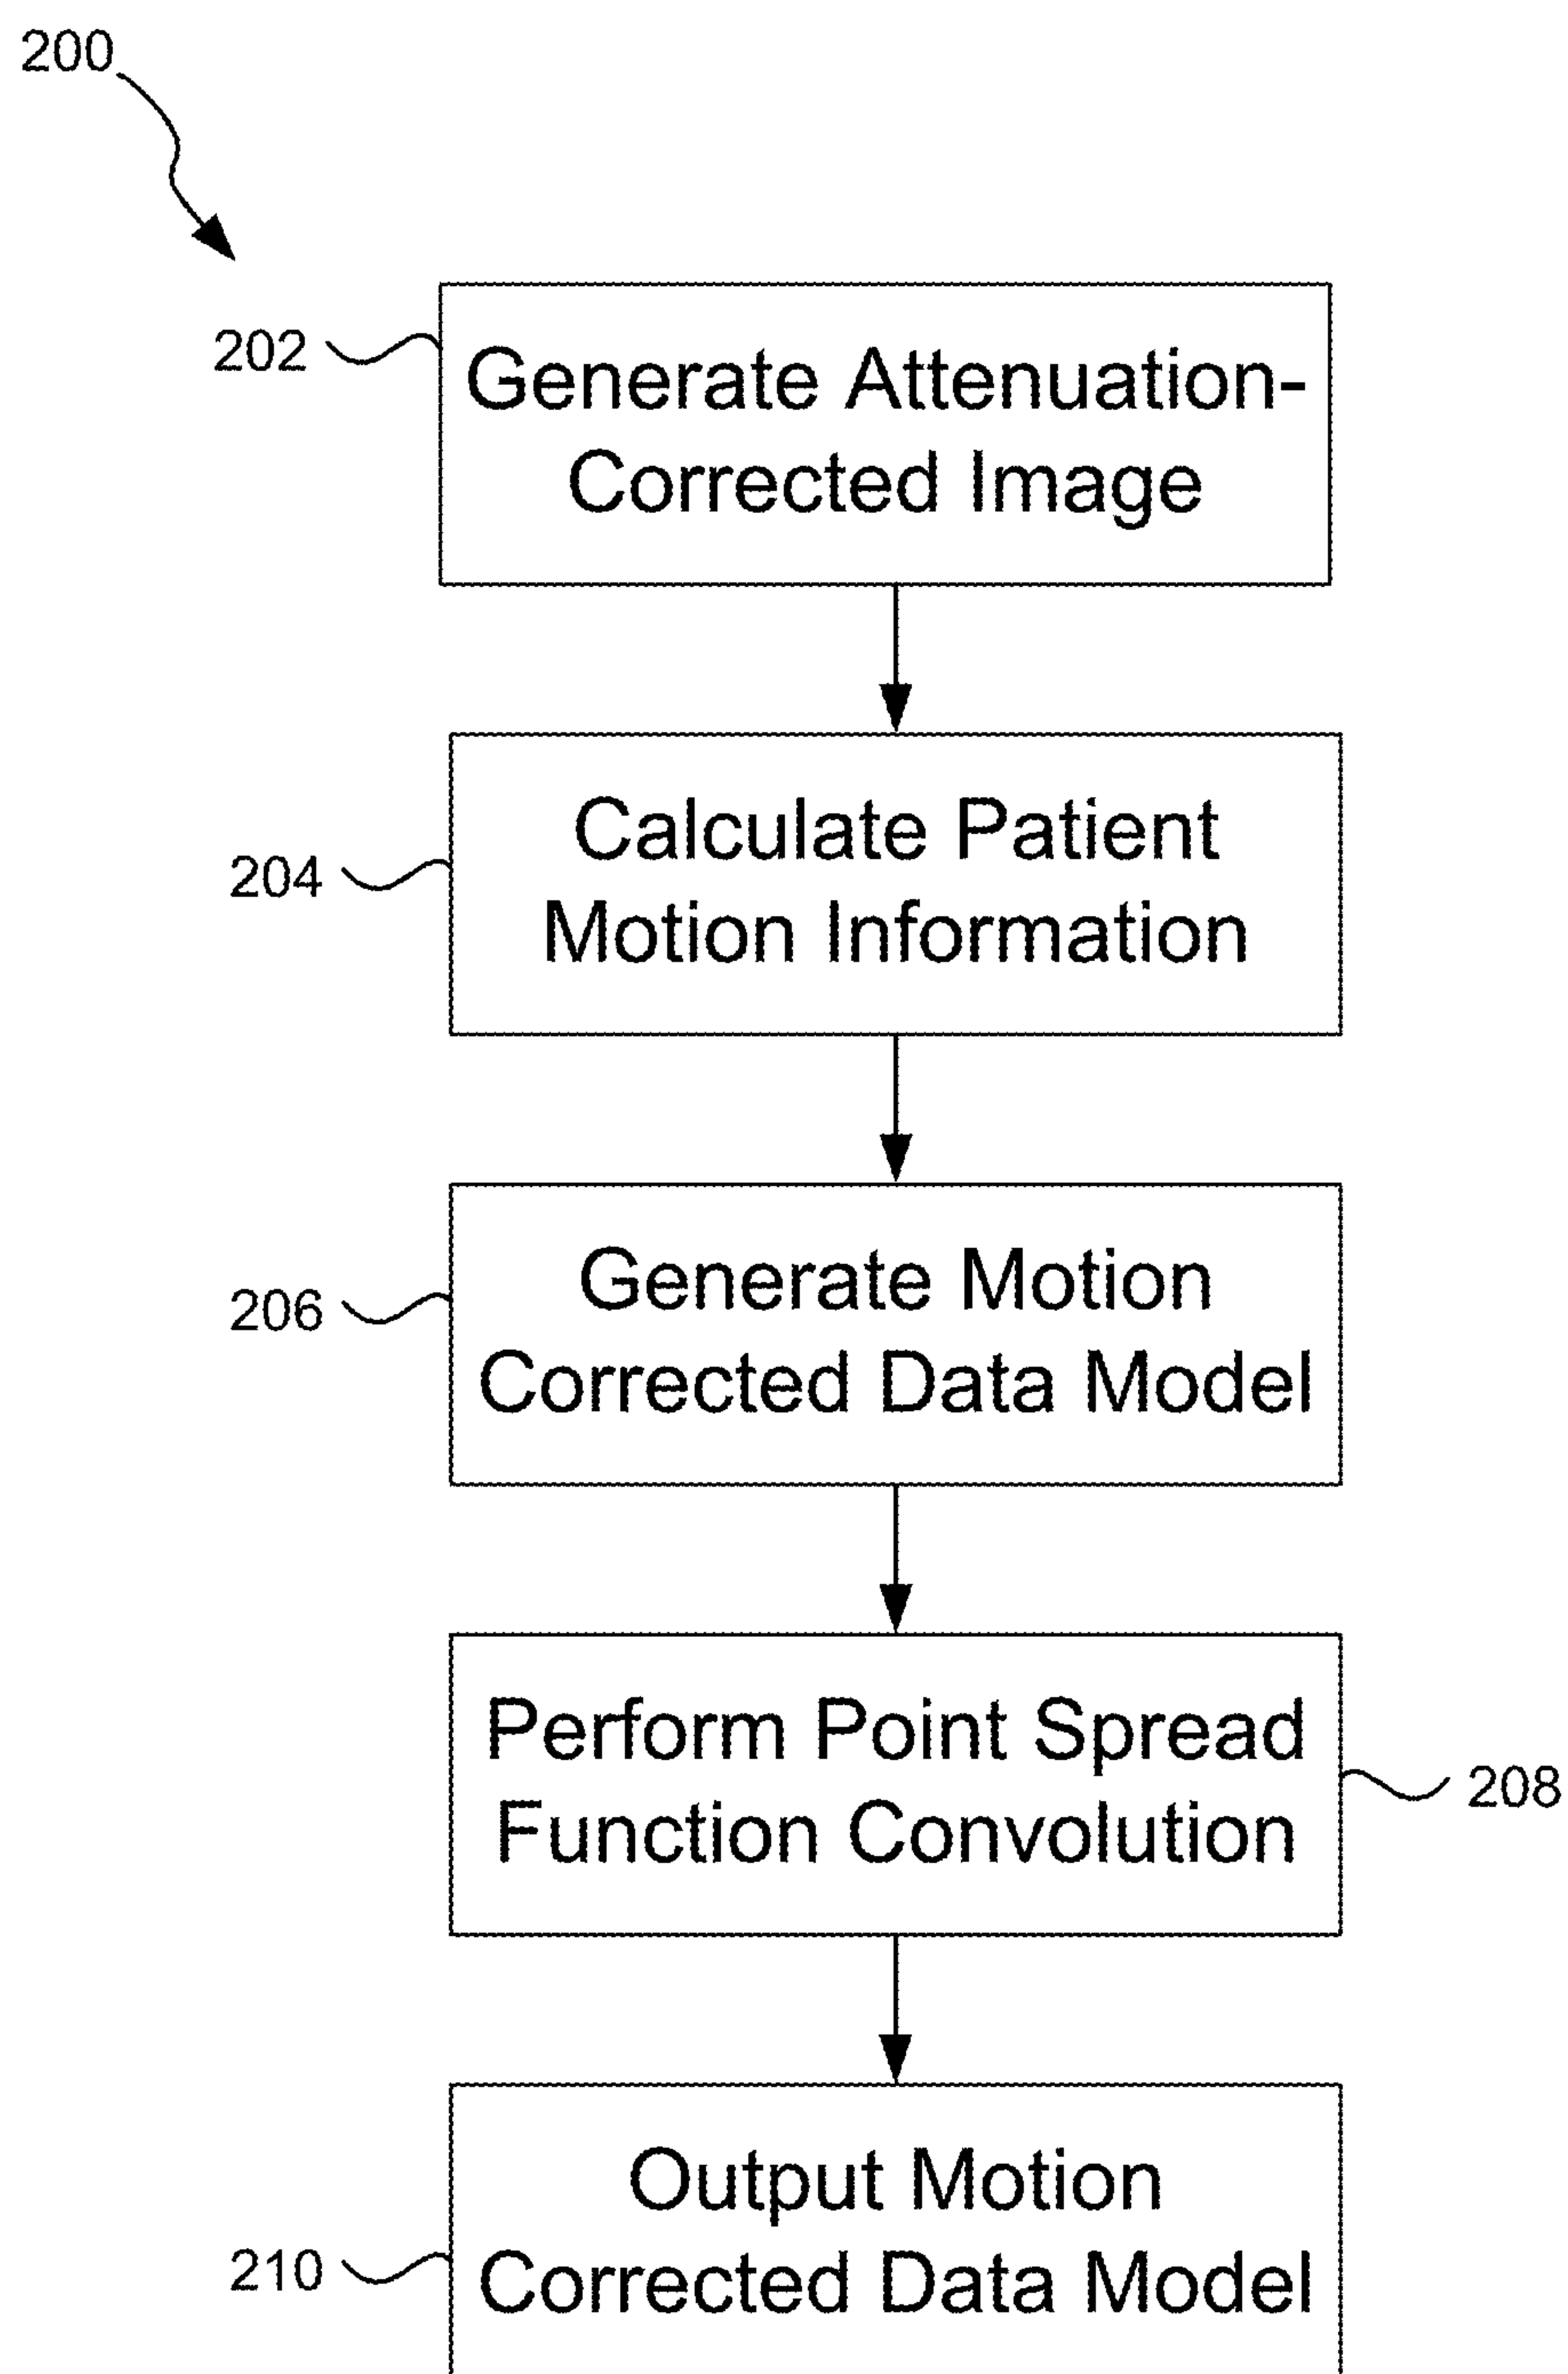 200
202
Generate Attenuation-
Corrected Image
204
Calculate Patient
Motion Information
206
Generate Motion
Corrected Data Model
Perform Point Spread
Function Convolution
208
210
Output Motion
Corrected Data Model